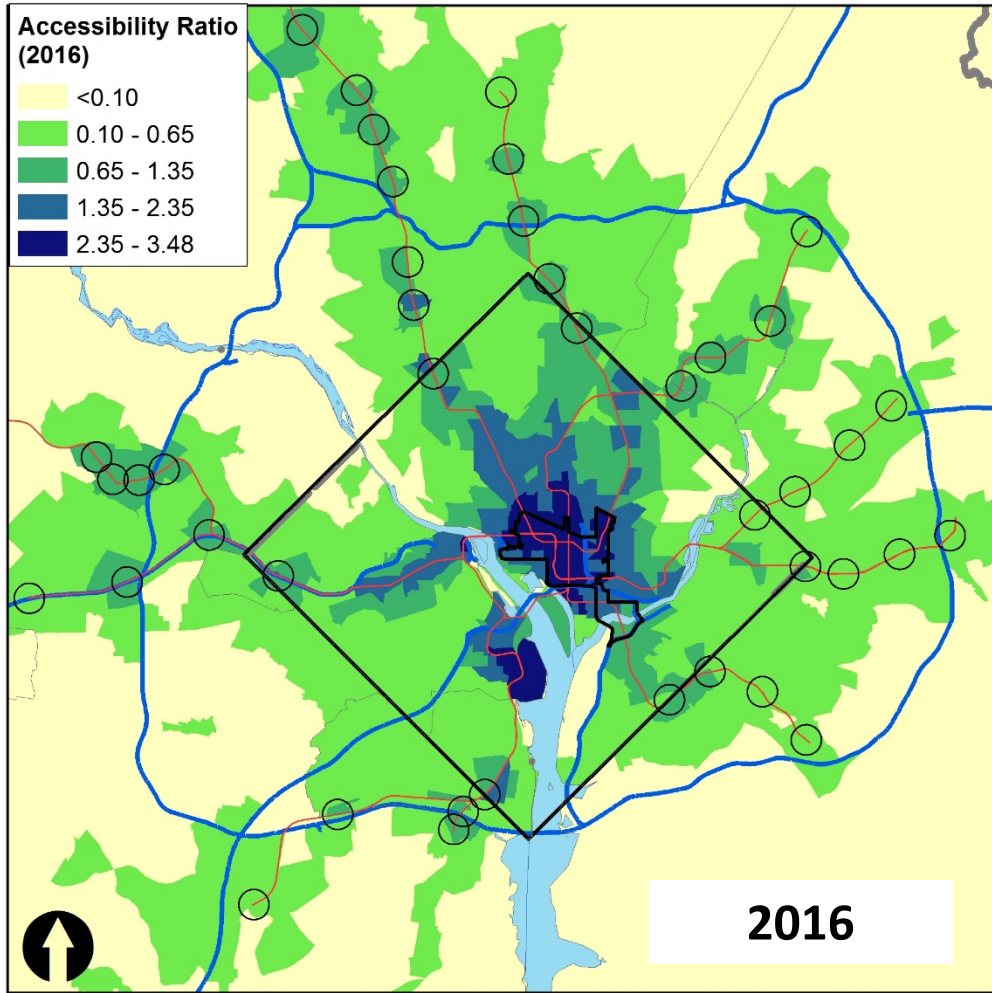 Accessibility Ratio
(2016)
<0.10
0.10 - 0.65
0.65 - 1.35
1.35 - 2.35
2.35 - 3.48
2016